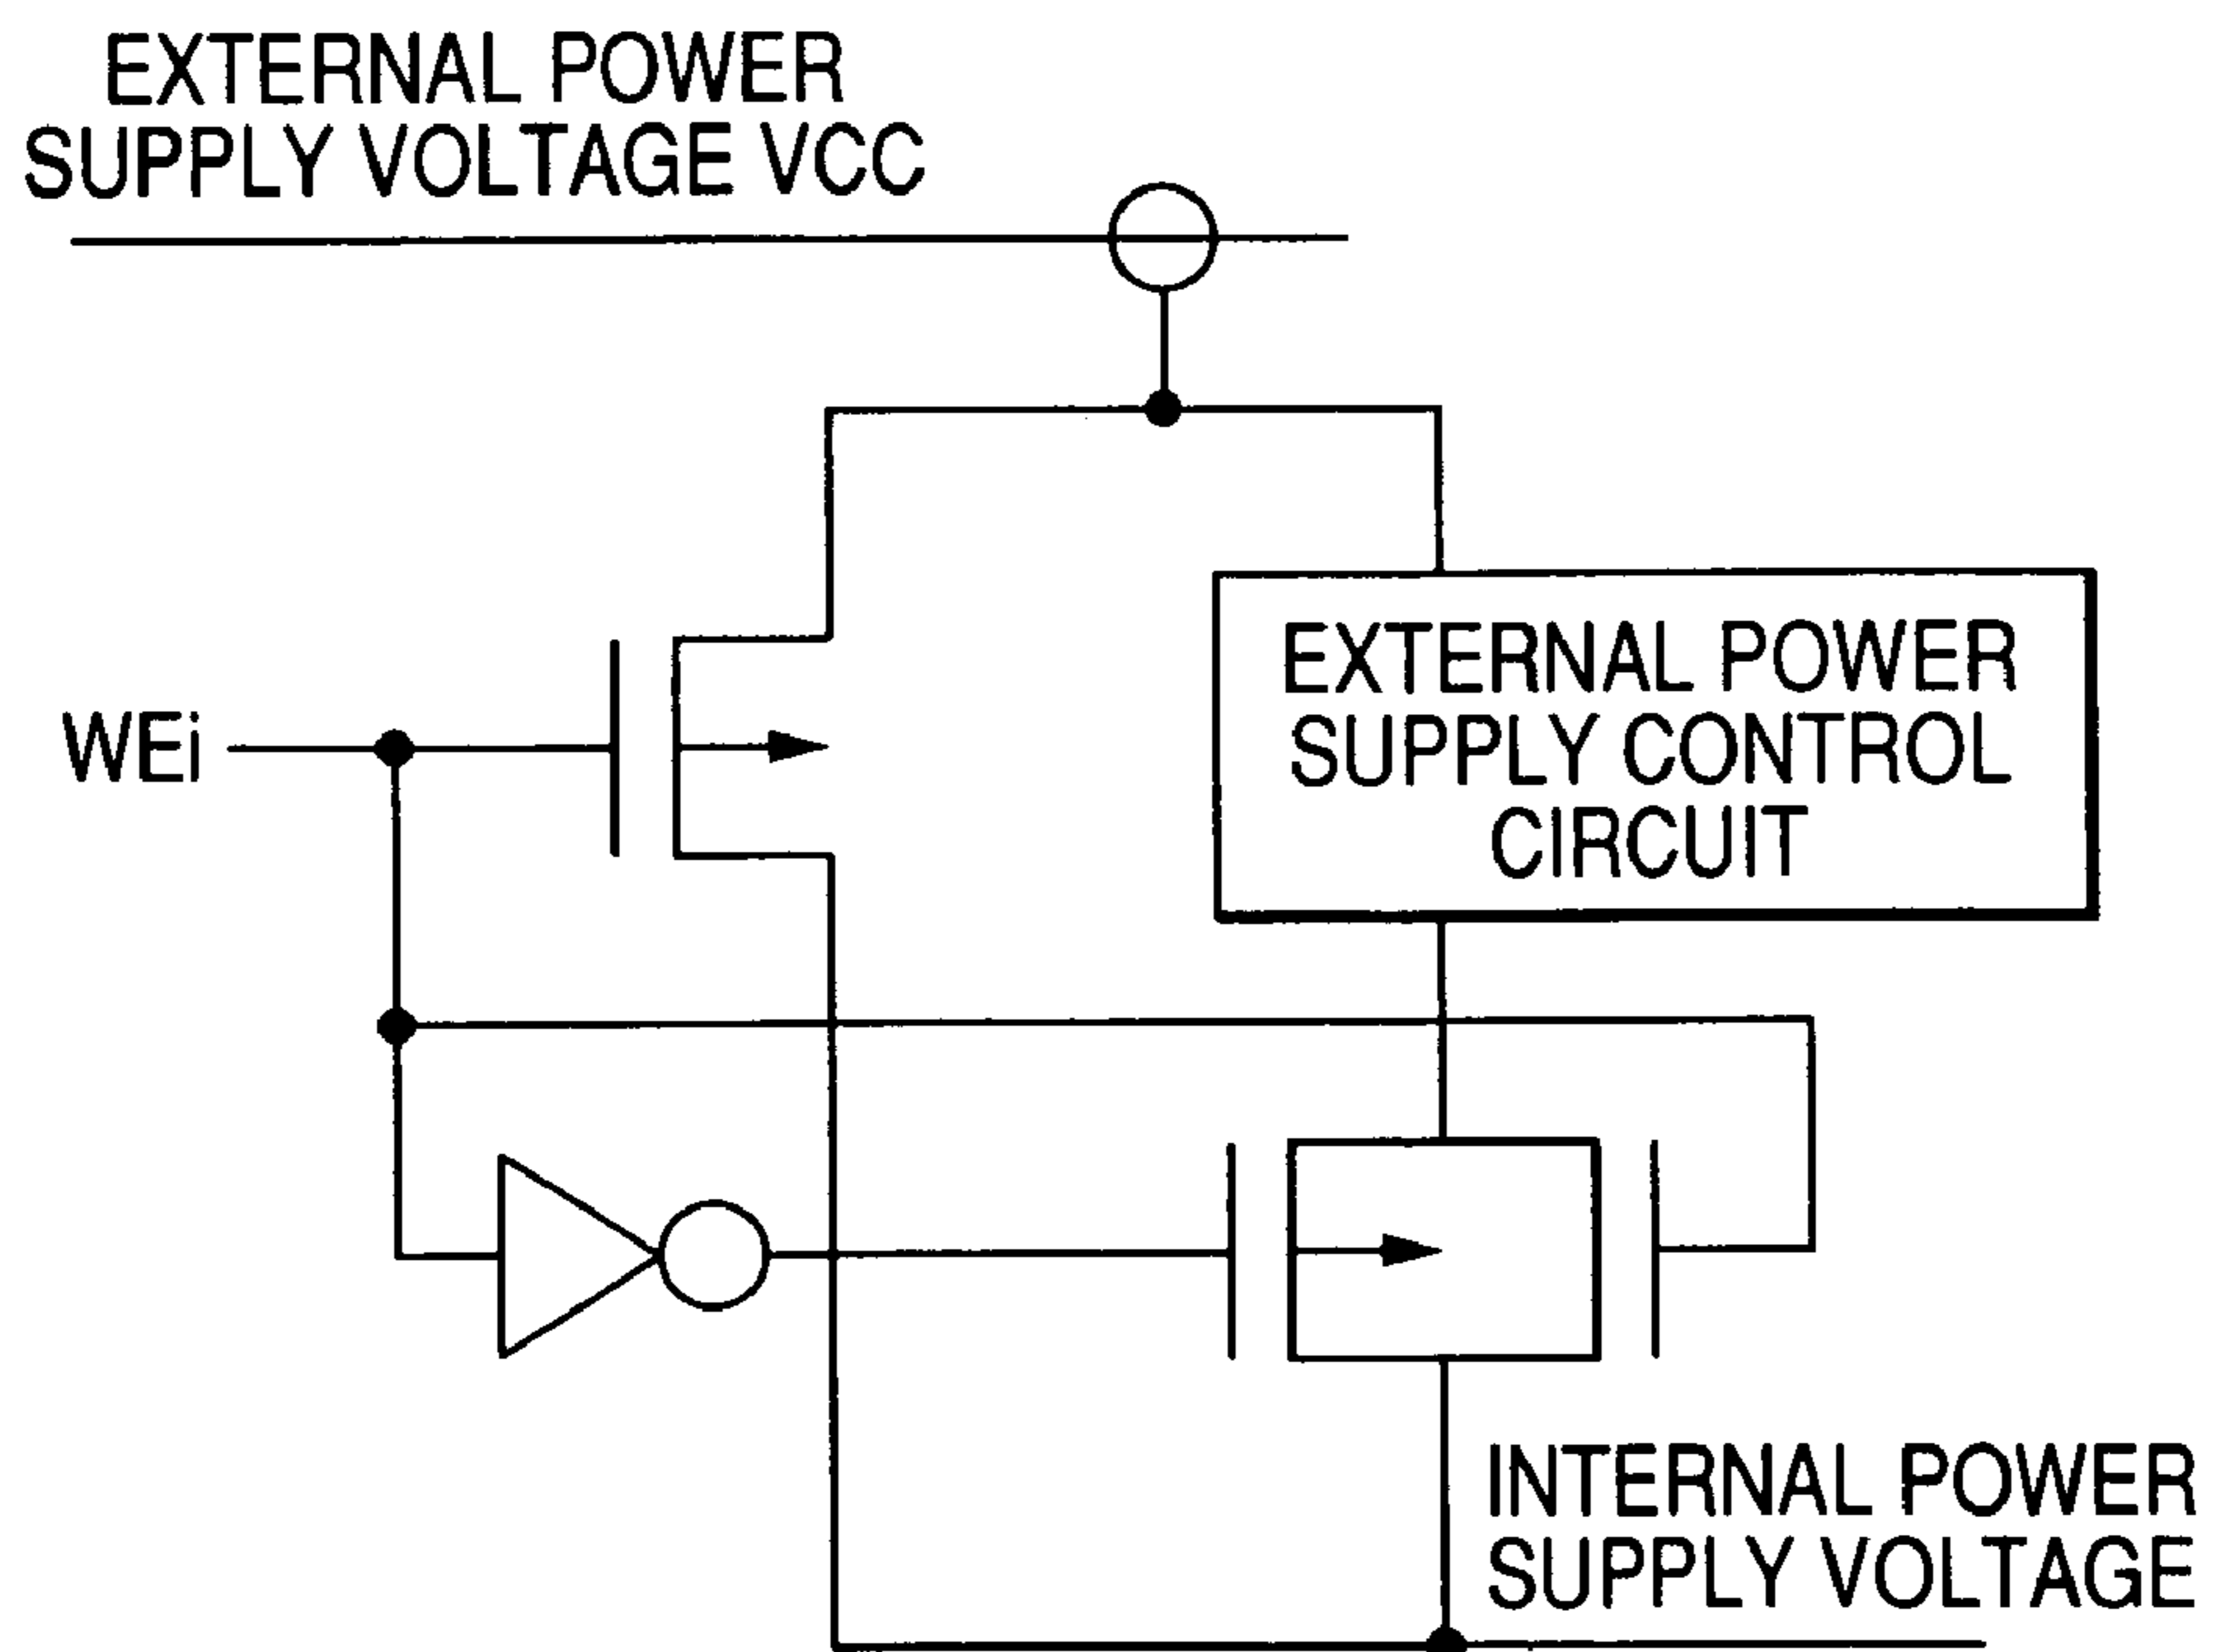 EXTERNAL POWER
SUPPLY VOLTAGE VCC
EXTERNAL POWER
SUPPLY CONTROL
CIRCUIT
WEi
INTERNAL POWER
SUPPLY VOLTAGE